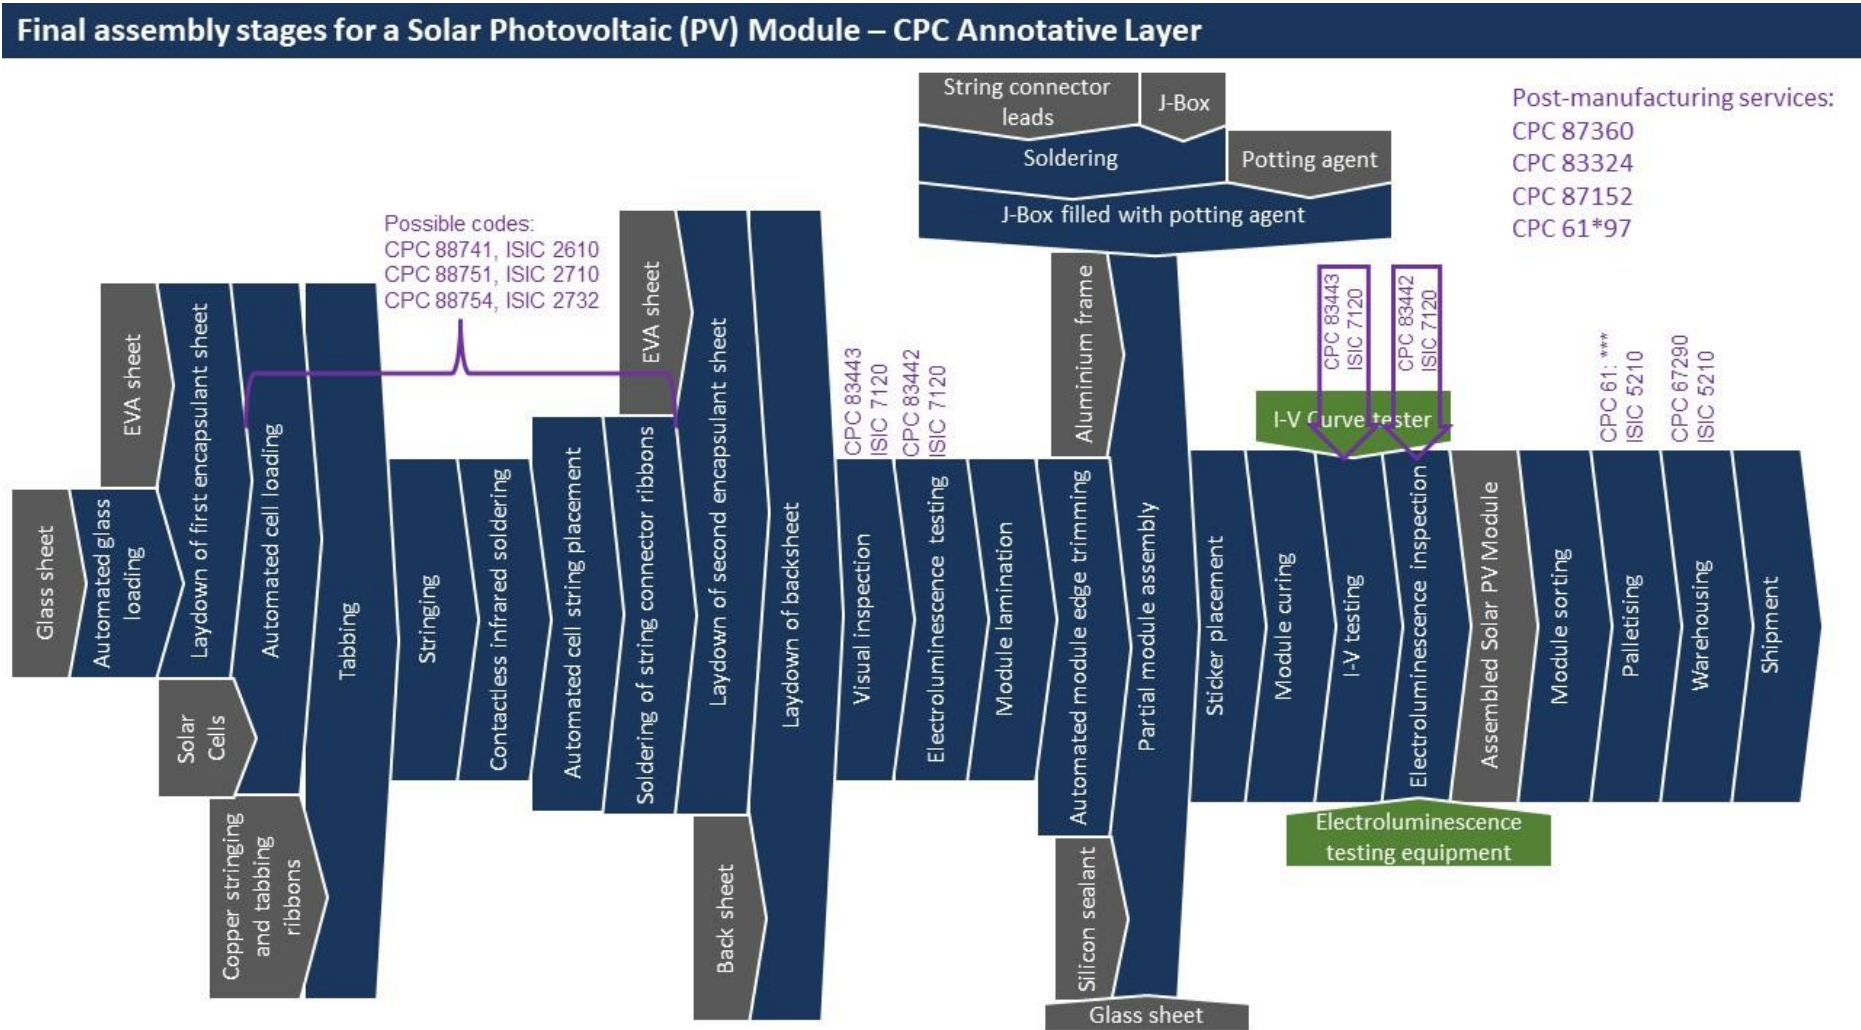 Final assembly stages for a Solar Photovoltaic (PV) Module – CPC Annotative Layer
String connector
leads
J-Box
Soldering
Potting agent
J-Box filled with potting agent
Post-manufacturing services:
CPC 87360
CPC 83324
CPC 87152
CPC 61*97
Possible codes:
CPC 88741, ISIC 2610
CPC 88751, ISIC 2710
CPC 88754, ISIC 2732
Glass sheet
Automated glass
loading
EVA sheet
Laydown of first encapsulant sheet
Solar
Cells
Automated cell loading
Copper stringing
and tabbing
ribbons
Tabbing
Stringing
Contactless infrared soldering
Automated cell string placement
Soldering of string connector ribbons
EVA sheet
Laydown of second encapsulant sheet
Back sheet
Laydown of backsheet
CPC 83443
ISIC 7120
Visual inspection
CPC 83442
ISIC 7120
Electroluminescence testing
Module lamination
Automated module edge trimming
Aluminium frame
Silicon sealant
Glass sheet
Partial module assembly
Sticker placement
Module curing
CPC 83443
ISIC 7120
CPC 83442
ISIC 7120
I-V Curve tester
I-V testing
Electroluminescence inspection
Electroluminescence
testing equipment
Assembled Solar PV Module
Module sorting
CPC 61: ***
ISIC 5210
Palletising
CPC 67290
ISIC 5210
Warehousing
Shipment